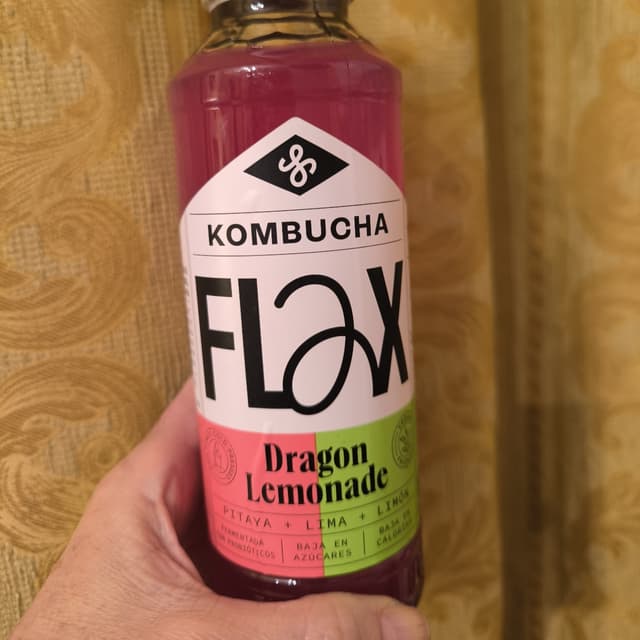 KOMBUCHA
FLAX
Dragon
Lemonade
PITAYA + LIMA + LIMÓN
FERMENTADA
CON PROBIÓTICOS
BAJA EN
AZÚCARES
BAJA EN
CALORÍAS